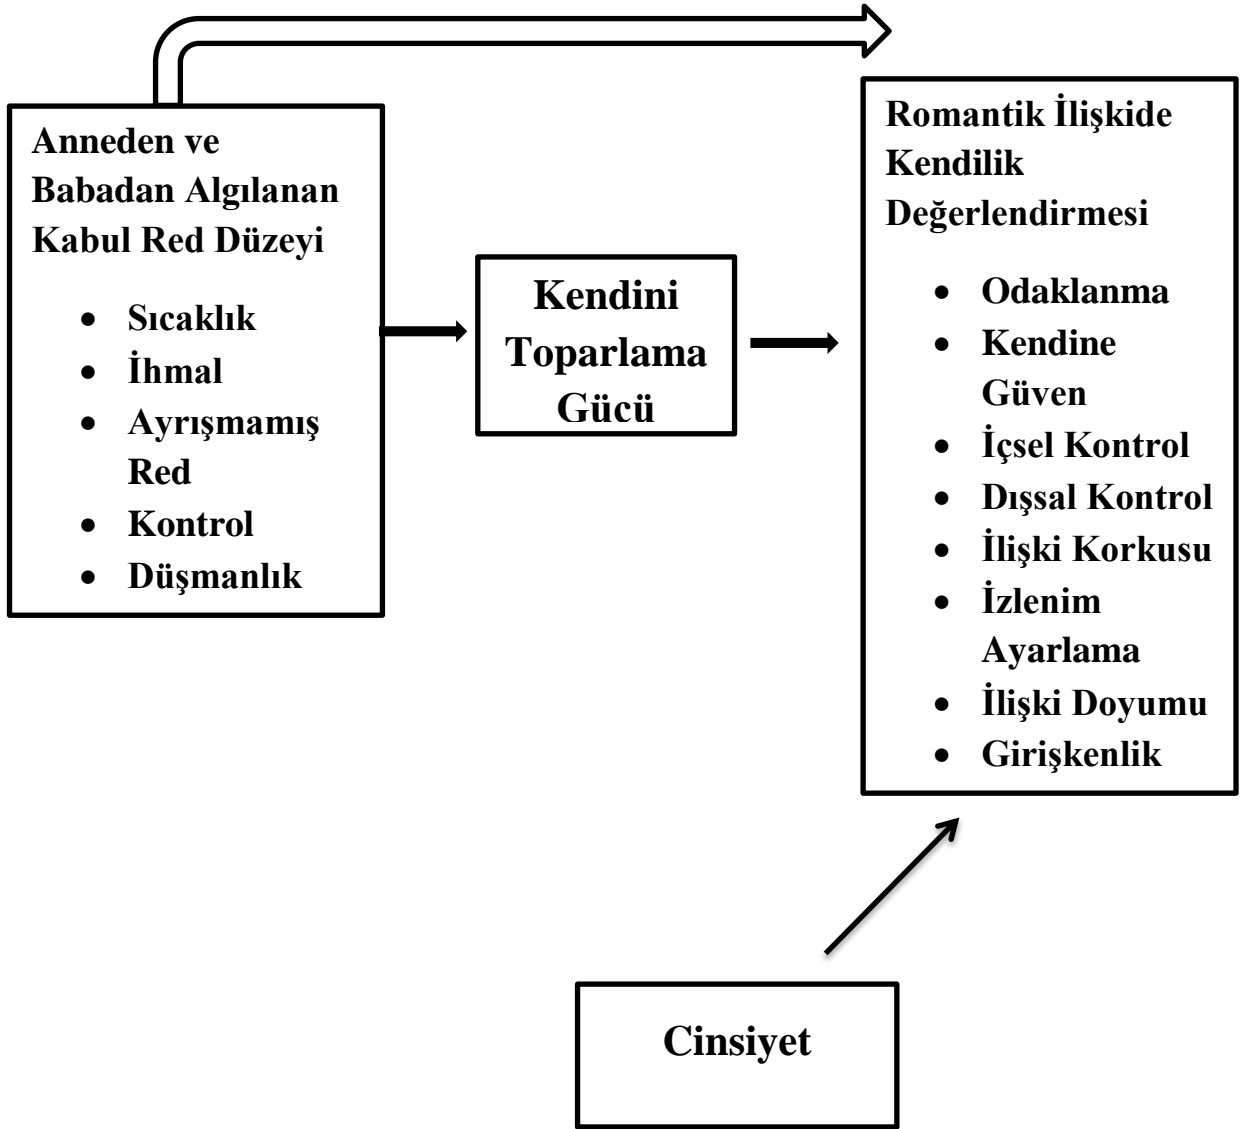 Anneden ve
Babadan Algılanan
Kabul Red Düzeyi
• Sıcaklık
• İhmal
• Ayrışmamış
Red
• Kontrol
• Düşmanlık
Kendini
Toparlama
Gücü
Romantik İlişkide
Kendilik
Değerlendirmesi
• Odaklanma
• Kendine
Güven
• İçsel Kontrol
• Dışsal Kontrol
• İlişki Korkusu
• İzlenim
Ayarlama
• İlişki Doyumu
• Girişkenlik
Cinsiyet